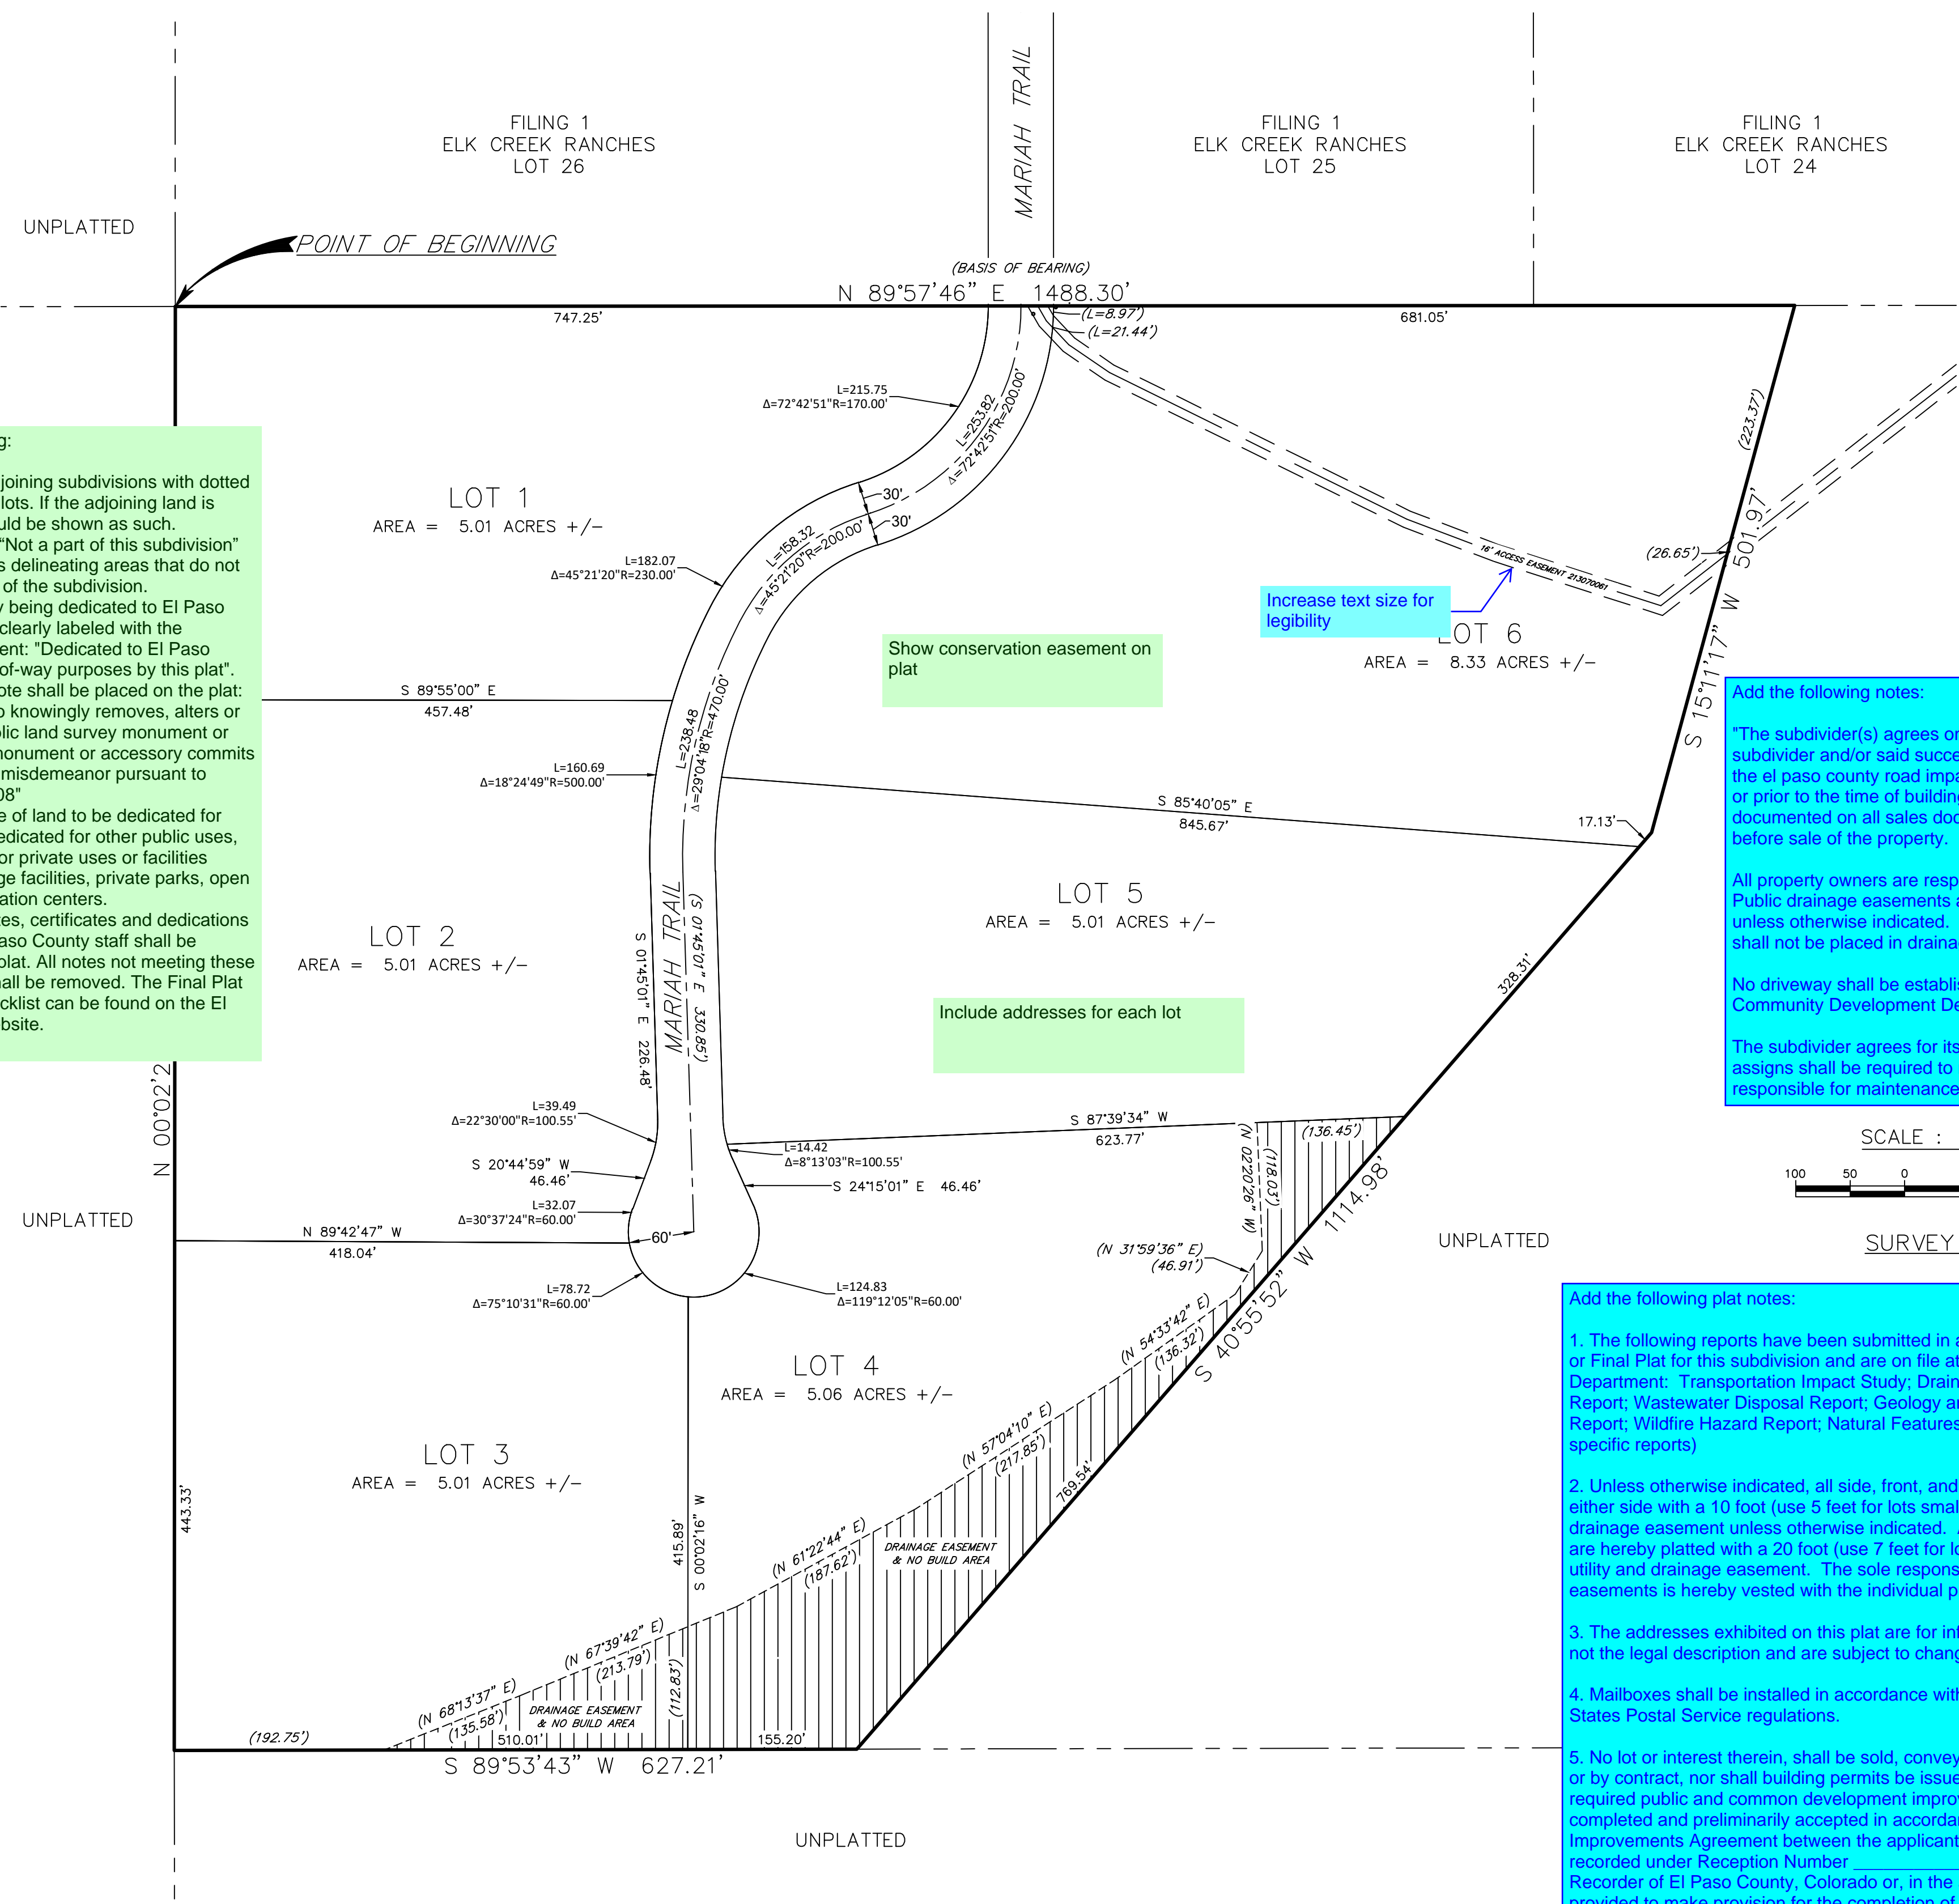 FILING 1
ELK CREEK RANCHES
LOT 26
MARIAH TRAIL
FILING 1
ELK CREEK RANCHES
LOT 25
FILING 1
ELK CREEK RANCHES
LOT 24
UNPLATTED
POINT OF BEGINNING
(BASIS OF BEARING)
N 89°57'46" E 1488.30'
747.25'
(L=8.97')
(L=21.44')
681.05'
L=215.75
Δ=72°42'51"R=170.00'
L=253.82
Δ=72°42'51"R=200.00'
(223.37')
g:
joining subdivisions with dotted
lots. If the adjoining land is
uld be shown as such.
"Not a part of this subdivision"
s delineating areas that do not
of the subdivision.
y being dedicated to El Paso
clearly labeled with the
ent: "Dedicated to El Paso
of-way purposes by this plat".
ote shall be placed on the plat:
o knowingly removes, alters or
olic land survey monument or
monument or accessory commits
misdemeanor pursuant to
08"
e of land to be dedicated for
edicated for other public uses,
or private uses or facilities
ge facilities, private parks, open
ation centers.
tes, certificates and dedications
aso County staff shall be
plat. All notes not meeting these
hall be removed. The Final Plat
cklist can be found on the El
ebsite.
LOT 1
AREA = 5.01 ACRES +/-
30'
30'
L=158.32
Δ=45°21'20"R=200.00'
L=182.07
Δ=45°21'20"R=230.00'
16' ACCESS EASEMENT 213070061
(26.65')
501.97'
S 15°11'17" W
Increase text size for
legibility
LOT 6
AREA = 8.33 ACRES +/-
Show conservation easement on
plat
S 89°55'00" E
457.48'
L=238.48
Δ=29°04'18"R=470.00'
L=160.69
Δ=18°24'49"R=500.00'
S 85°40'05" E
845.67'
17.13'
Add the following notes:
"The subdivider(s) agrees on
subdivider and/or said succe
the el paso county road impa
or prior to the time of building
documented on all sales doc
before sale of the property.
All property owners are resp
Public drainage easements a
unless otherwise indicated.
shall not be placed in draina
No driveway shall be establis
Community Development De
The subdivider agrees for its
assigns shall be required to
responsible for maintenance
LOT 5
AREA = 5.01 ACRES +/-
LOT 2
AREA = 5.01 ACRES +/-
S 01°45'01" E 226.48'
MARIAH TRAIL
(S 01°45'01" E 330.85')
328.31'
Include addresses for each lot
N 00°02'2
L=39.49
Δ=22°30'00"R=100.55'
S 87°39'34" W
623.77'
(136.45')
L=14.42
Δ=8°13'03"R=100.55'
(N 02°20'26" W)
(118.03')
1114.98'
SCALE :
100 50 0
S 20°44'59" W
46.46'
S 24°15'01" E 46.46'
L=32.07
Δ=30°37'24"R=60.00'
UNPLATTED
N 89°42'47" W
418.04'
60'
(N 31°59'36" E)
(46.91')
UNPLATTED
SURVEY
L=78.72
Δ=75°10'31"R=60.00'
L=124.83
Δ=119°12'05"R=60.00'
S 40°55'52" W
(N 54°33'42" E)
(136.32')
LOT 4
AREA = 5.06 ACRES +/-
(N 57°04'10" E)
(217.85')
769.54'
LOT 3
AREA = 5.01 ACRES +/-
443.33'
415.89'
S 00°02'16" W
(N 61°22'44" E)
(187.62')
DRAINAGE EASEMENT
& NO BUILD AREA
(N 67°39'42" E)
(213.79')
(112.83')
(N 68°13'37" E)
(135.58')
DRAINAGE EASEMENT
& NO BUILD AREA
(192.75')
510.01'
155.20'
S 89°53'43" W 627.21'
UNPLATTED
Add the following plat notes:
1. The following reports have been submitted in a
or Final Plat for this subdivision and are on file at
Department: Transportation Impact Study; Drain
Report; Wastewater Disposal Report; Geology a
Report; Wildfire Hazard Report; Natural Features
specific reports)
2. Unless otherwise indicated, all side, front, and
either side with a 10 foot (use 5 feet for lots smal
drainage easement unless otherwise indicated.
are hereby platted with a 20 foot (use 7 feet for lo
utility and drainage easement. The sole respons
easements is hereby vested with the individual p
3. The addresses exhibited on this plat are for inf
not the legal description and are subject to chang
4. Mailboxes shall be installed in accordance with
States Postal Service regulations.
5. No lot or interest therein, shall be sold, convey
or by contract, nor shall building permits be issue
required public and common development improv
completed and preliminarily accepted in accordan
Improvements Agreement between the applicant
recorded under Reception Number
Recorder of El Paso County, Colorado or, in the
provided to make provision for the completion of